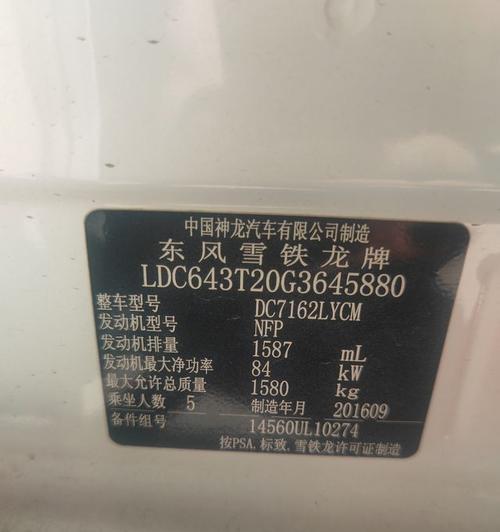 中国神龙汽车有限公司制造
东风雪铁龙牌
LDC643T20G3645880
整车型号 DC7162LYCM
发动机型号 NFP
发动机排量 1587 mL
发动机最大净功率 84 kW
最大允许总质量 1580 kg
乘坐人数 5 制造年月 201609
备件组号 14560UL10274
按PSA,标致,雪铁龙许可证制造